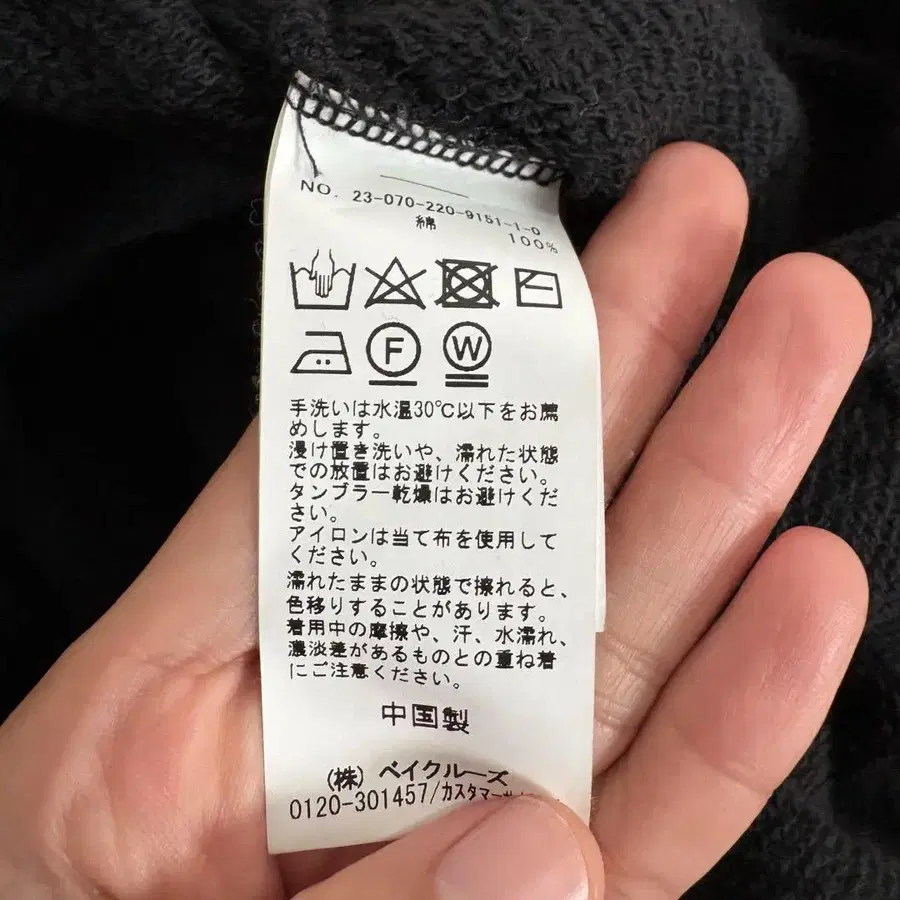 NO. 23-070-220-9151-1-0
綿
100%
F W
手洗いは水温30℃以下をお薦
めします。
浸け置き洗いや、濡れた状態
での放置はお避けください。
タンブラー乾燥はお避けくだ
さい。
アイロンは当て布を使用して
ください。
濡れたままの状態で擦れると、
色移りすることがあります。
着用中の摩擦や、汗、水濡れ、
濃淡差があるものとの重ね着
にご注意ください。
中国製
(株) ベイクルーズ
0120-301457/カスタマー